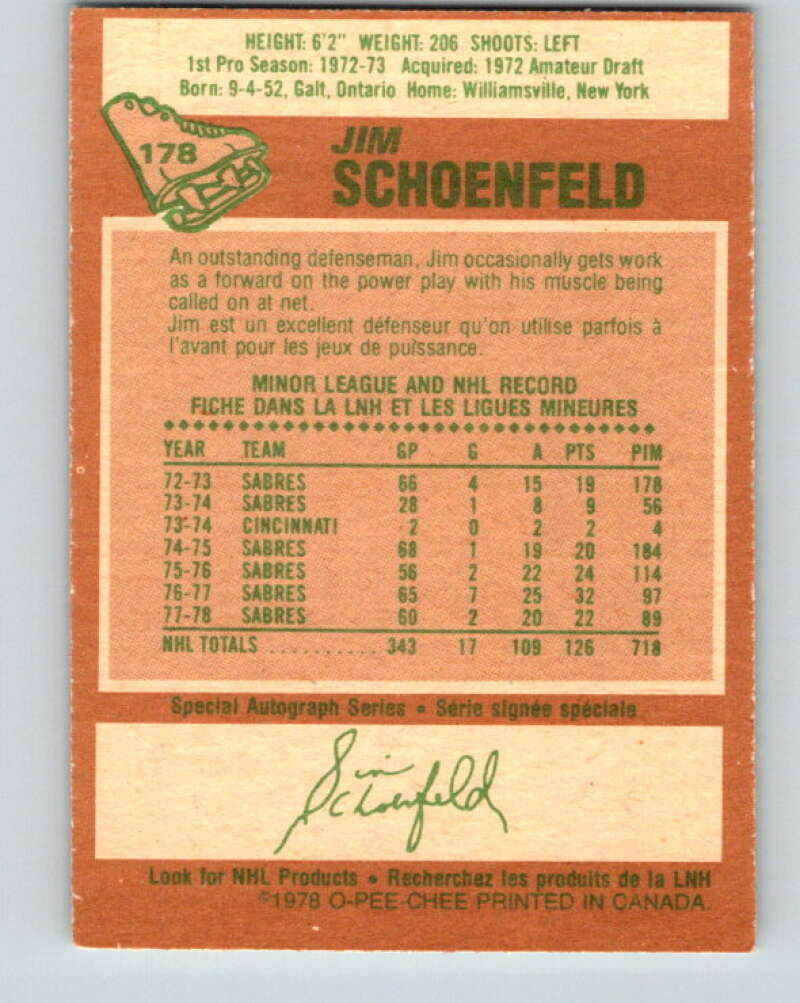 HEIGHT: 6'2" WEIGHT: 206 SHOOTS: LEFT
1st Pro Season: 1972-73 Acquired: 1972 Amateur Draft
Born: 9-4-52, Galt, Ontario Home: Williamsville, New York
178
JIM
SCHOENFELD
An outstanding defenseman, Jim occasionally gets work
as a forward on the power play with his muscle being
called on at net.
Jim est un excellent défenseur qu'on utilise parfois à
l'avant pour les jeux de puissance.
MINOR LEAGUE AND NHL RECORD
FICHE DANS LA LNH ET LES LIGUES MINEURES
YEAR TEAM GP G A PTS PIM
72-73 SABRES 66 4 15 19 178
73-74 SABRES 28 1 8 9 56
73-74 CINCINNATI 2 0 2 2 4
74-75 SABRES 68 1 19 20 184
75-76 SABRES 56 2 22 24 114
76-77 SABRES 65 7 25 32 97
77-78 SABRES 60 2 20 22 89
NHL TOTALS .......... 343 17 109 126 718
Special Autograph Series • Série signée spéciale
Jim
Schoenfeld
Look for NHL Products • Recherchez les produits de la LNH
©1978 O-PEE-CHEE PRINTED IN CANADA.